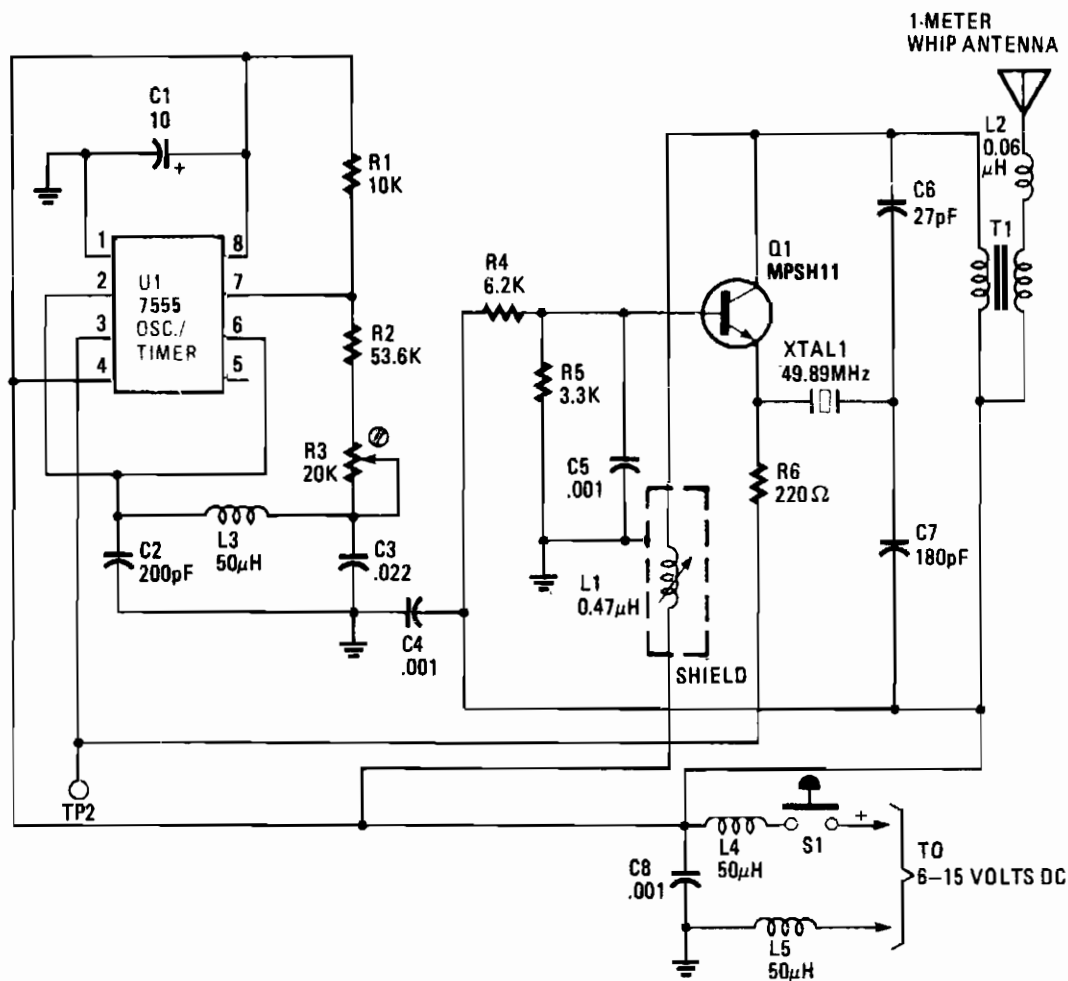 1-METER
WHIP ANTENNA
C1
10
+
R1
10K
L2
0.06
µH
C6
27pF
T1
1
2
3
4
8
7
6
5
U1
7555
OSC./
TIMER
R4
6.2K
Q1
MPSH11
R2
53.6K
XTAL1
49.89MHz
R5
3.3K
R3
20K
C5
.001
R6
220Ω
C2
200pF
L3
50µH
C3
.022
C7
180pF
L1
0.47µH
C4
.001
SHIELD
TP2
L4
50µH
S1
+
TO
6–15 VOLTS DC
C8
.001
L5
50µH